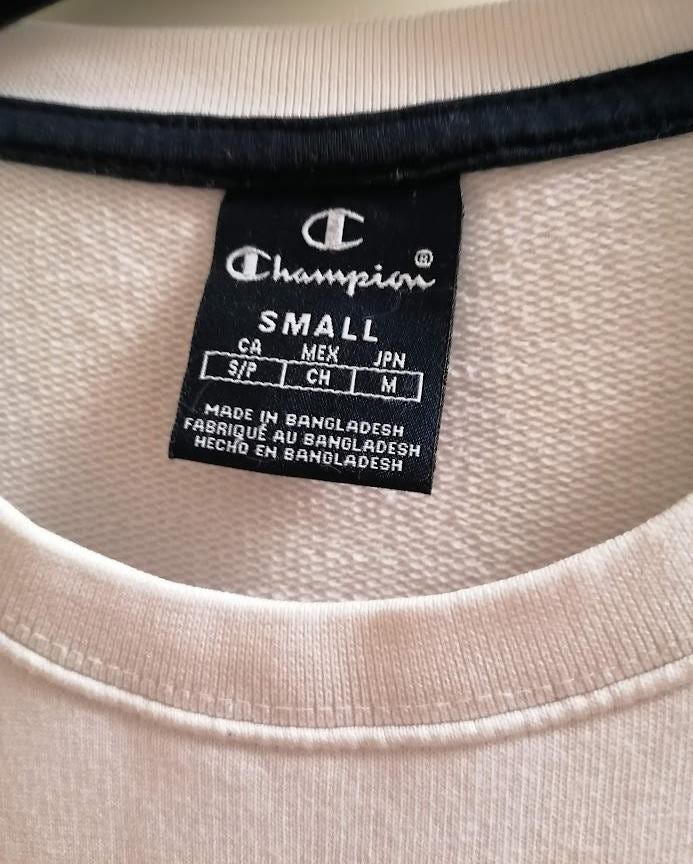 Champion®
SMALL
CA MEX JPN
S/P CH M
MADE IN BANGLADESH
FABRIQUÉ AU BANGLADESH
HECHO EN BANGLADESH